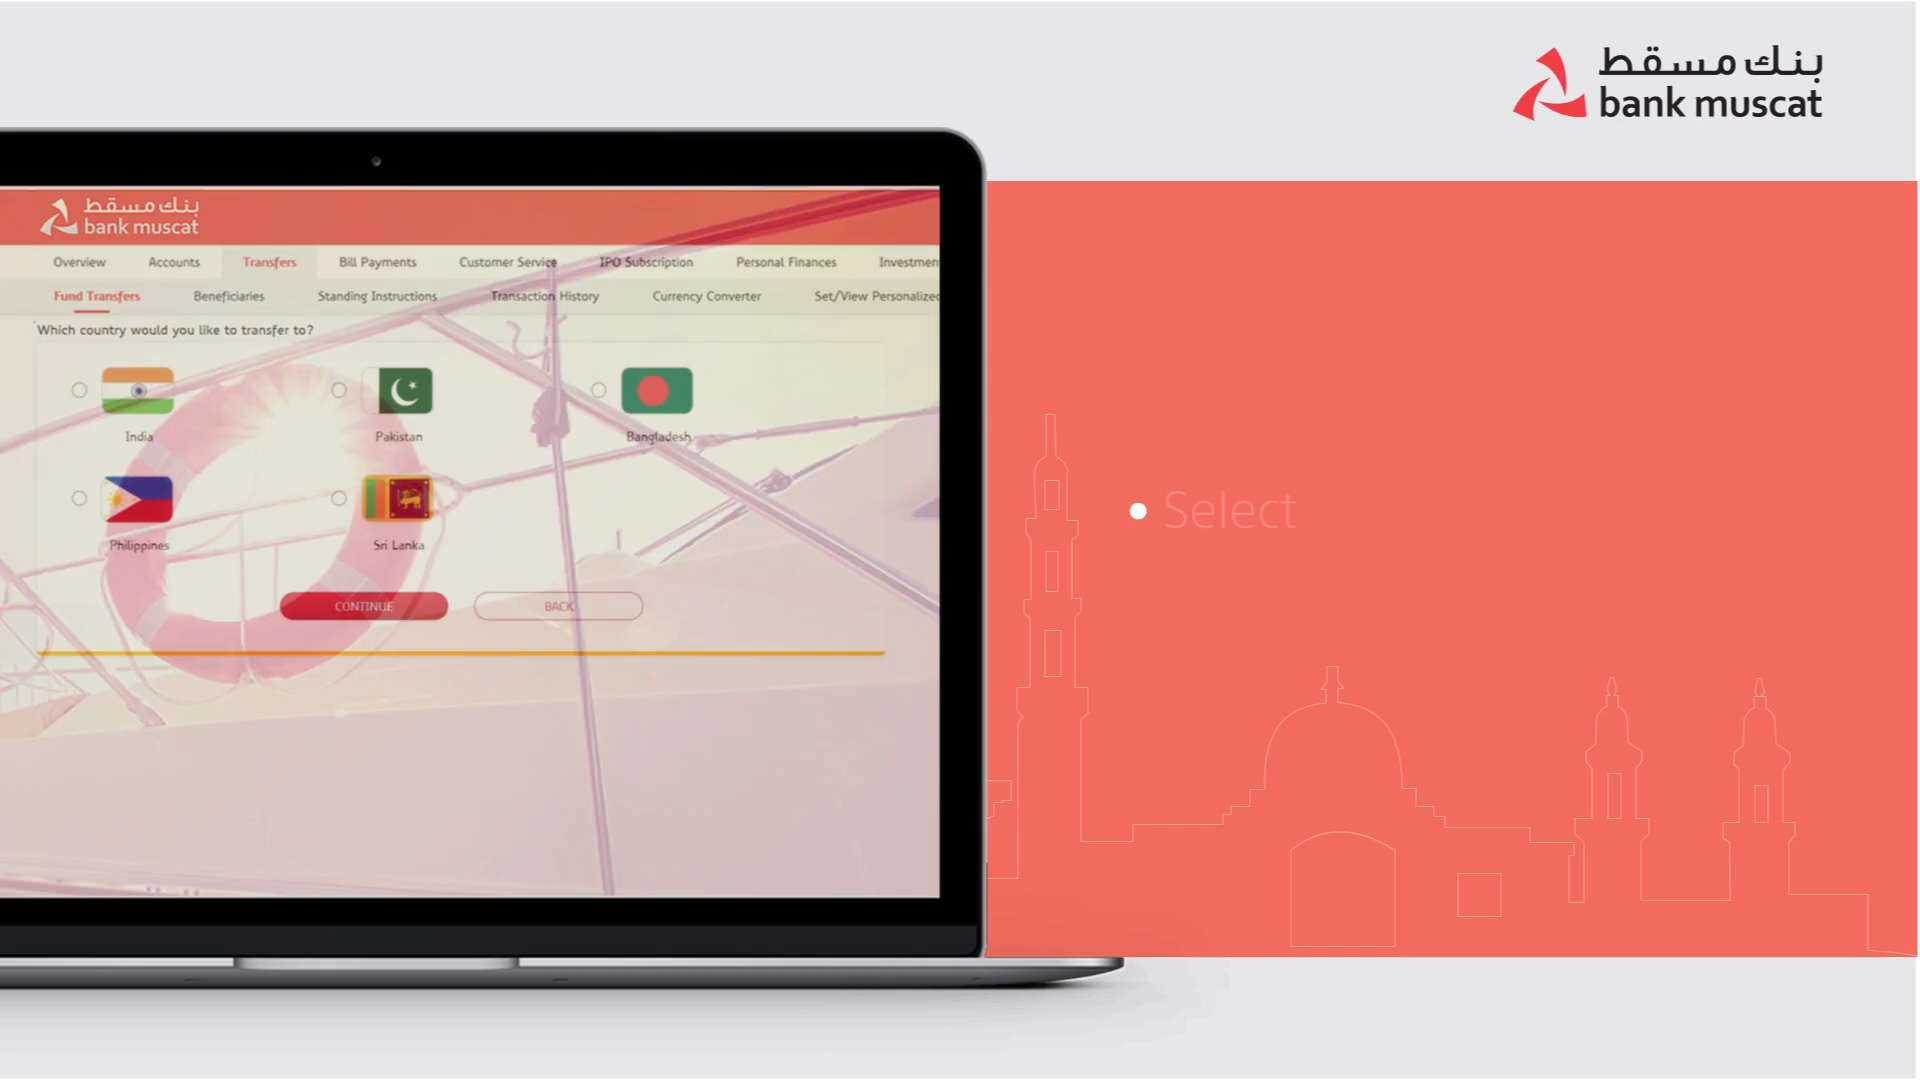 بنك مسقط
bank muscat
بنك مسقط
bank muscat
Overview Accounts Transfers Bill Payments Customer Service IPO Subscription Personal Finances Investmen
Fund Transfers Beneficiaries Standing Instructions Transaction History Currency Converter Set/View Personalized
Which country would you like to transfer to?
India Pakistan Bangladesh
Philippines Sri Lanka
CONTINUE BACK
Select